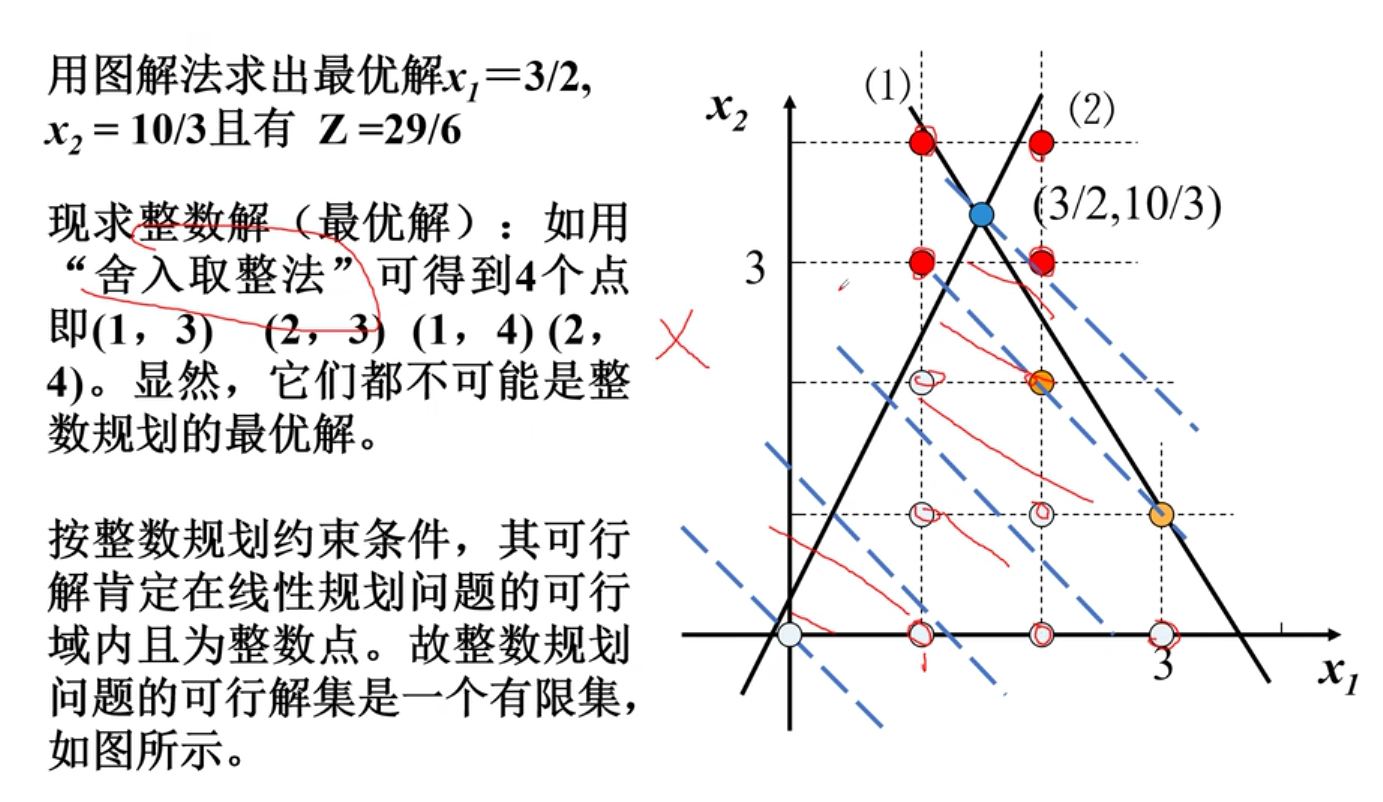 用图解法求出最优解x₁＝3/2,
x₂ = 10/3且有 Z =29/6
现求整数解（最优解）：如用
“舍入取整法”可得到4个点
即(1，3) (2，3) (1，4) (2，
4)。显然，它们都不可能是整
数规划的最优解。
按整数规划约束条件，其可行
解肯定在线性规划问题的可行
域内且为整数点。故整数规划
问题的可行解集是一个有限集，
如图所示。
x₂
(1)
(2)
(3/2,10/3)
3
3
x₁